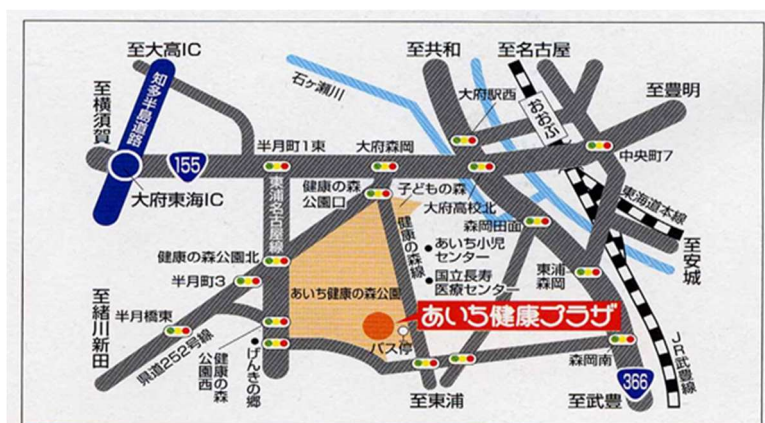 至大高IC
至共和
至名古屋
至横須賀
知多半島道路
石ヶ瀬川
大府駅西
おおぶ
至豊明
155
半月町1東
大府森岡
中央町7
大府東海IC
東浦名古屋線
健康の森
公園口
子どもの森
大府高校北
東海道本線
森岡田面
健康の森線
健康の森公園北
あいち小児
センター
至安城
半月町3
あいち健康の森公園
国立長寿
医療センター
東浦
森岡
至緒川新田
半月橋東
あいち健康プラザ
県道252号線
健康の森
公園西
げんきの郷
バス停
森岡南
JR武豊線
366
至東浦
至武豊